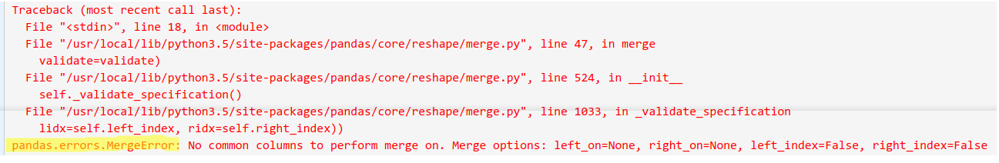 Traceback (most recent call last):
  File "<stdin>", line 18, in <module>
  File "/usr/local/lib/python3.5/site-packages/pandas/core/reshape/merge.py", line 47, in merge
    validate=validate)
  File "/usr/local/lib/python3.5/site-packages/pandas/core/reshape/merge.py", line 524, in __init__
    self._validate_specification()
  File "/usr/local/lib/python3.5/site-packages/pandas/core/reshape/merge.py", line 1033, in _validate_specification
    lidx=self.left_index, ridx=self.right_index))
pandas.errors.MergeError: No common columns to perform merge on. Merge options: left_on=None, right_on=None, left_index=False, right_index=False